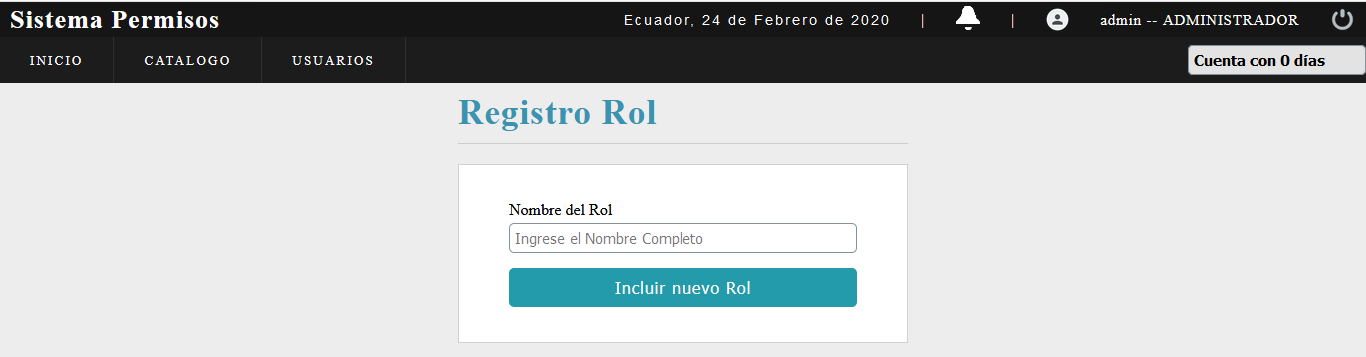 Sistema Permisos
Ecuador, 24 de Febrero de 2020 | | admin -- ADMINISTRADOR
INICIO CATALOGO USUARIOS
Cuenta con 0 días
Registro Rol
Nombre del Rol
Ingrese el Nombre Completo
Incluir nuevo Rol